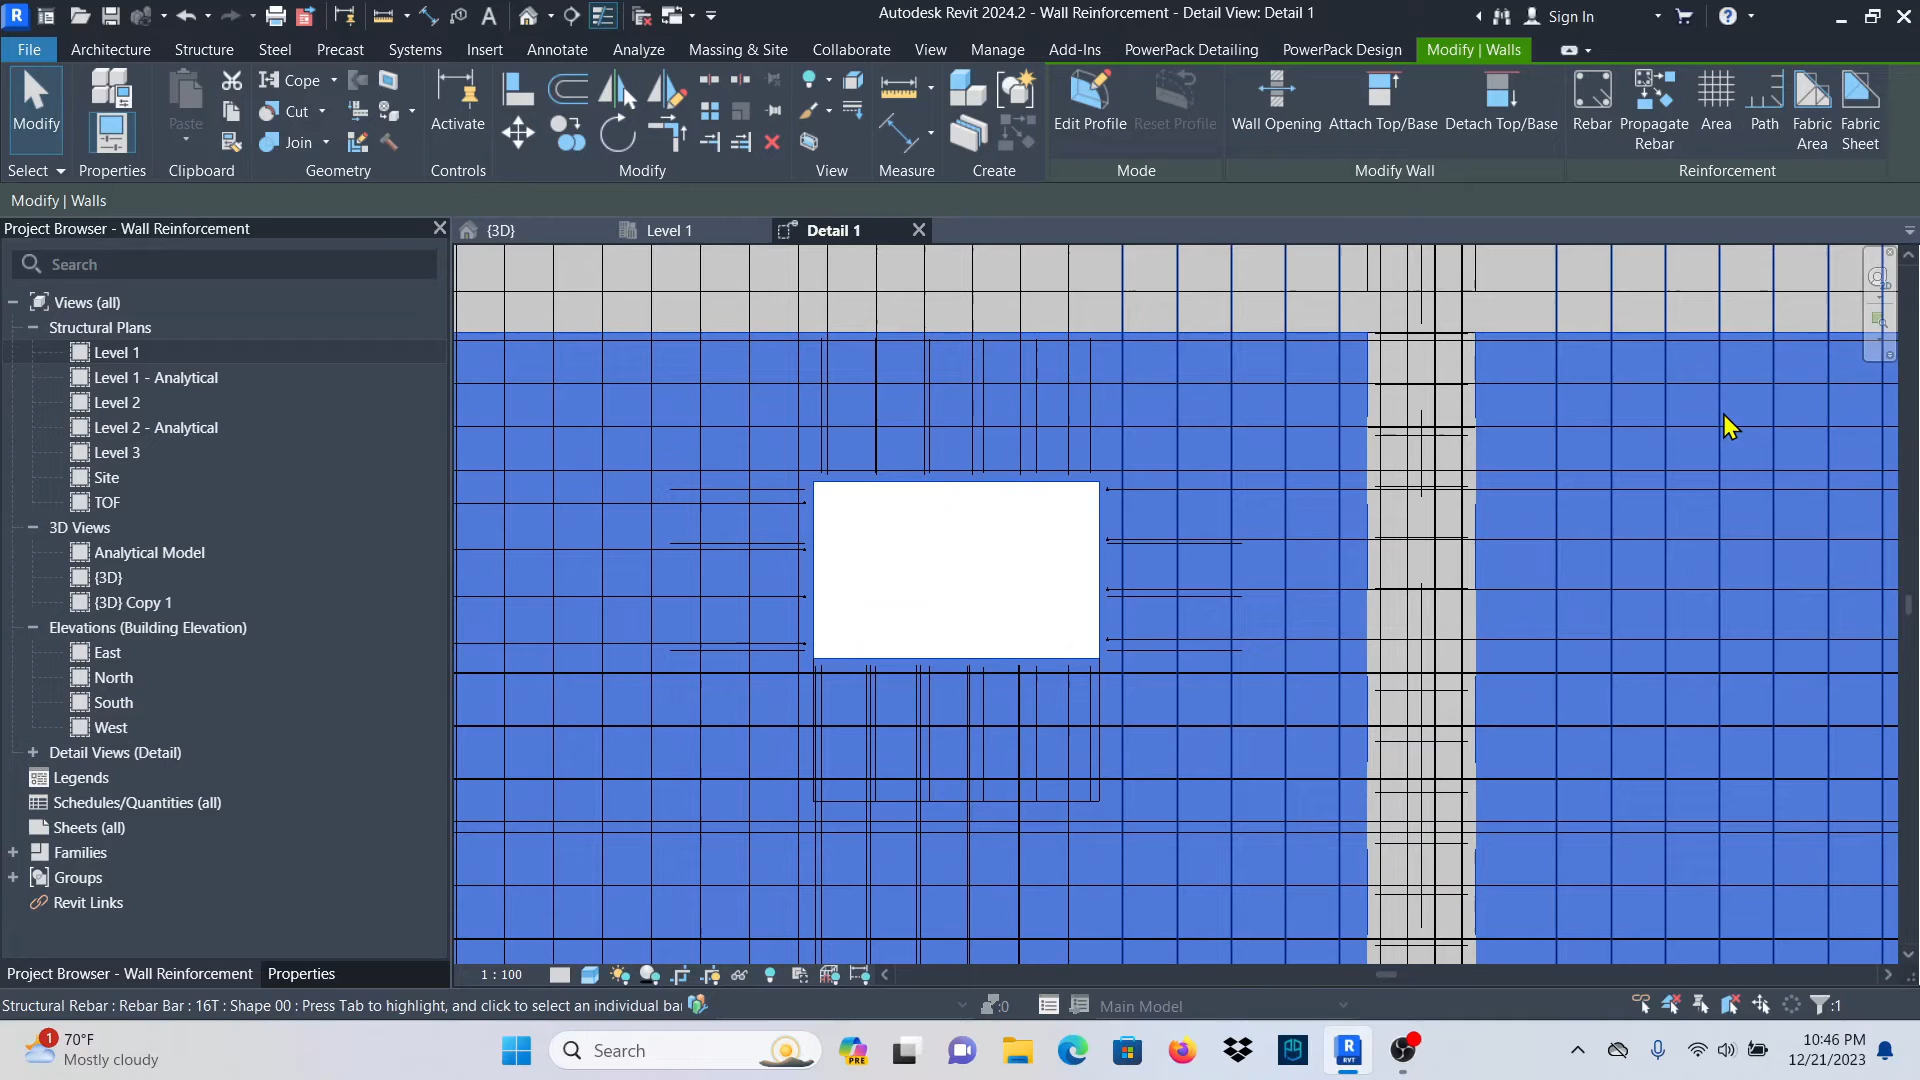 Autodesk Revit 2024.2 - Wall Reinforcement - Detail View: Detail 1
Sign In
File Architecture Structure Steel Precast Systems Insert Annotate Analyze Massing & Site Collaborate View Manage Add-Ins PowerPack Detailing PowerPack Design Modify | Walls
Modify
Paste
Cope
Cut
Join
Activate
Edit Profile
Reset Profile
Wall Opening
Attach Top/Base
Detach Top/Base
Rebar
Propagate Rebar
Area
Path
Fabric Area
Fabric Sheet
Select Properties Clipboard Geometry Controls Modify View Measure Create Mode Modify Wall Reinforcement
Modify | Walls
Project Browser - Wall Reinforcement
{3D}
Level 1
Detail 1
Search
Views (all)
Structural Plans
Level 1
Level 1 - Analytical
Level 2
Level 2 - Analytical
Level 3
Site
TOF
3D Views
Analytical Model
{3D}
{3D} Copy 1
Elevations (Building Elevation)
East
North
South
West
Detail Views (Detail)
Legends
Schedules/Quantities (all)
Sheets (all)
Families
Groups
Revit Links
Project Browser - Wall Reinforcement
Properties
1 : 100
Structural Rebar : Rebar Bar : 16T : Shape 00 : Press Tab to highlight, and click to select an individual bar
:0
Main Model
:1
1
70°F
Mostly cloudy
Search
PRE
R
RVT
10:46 PM
12/21/2023